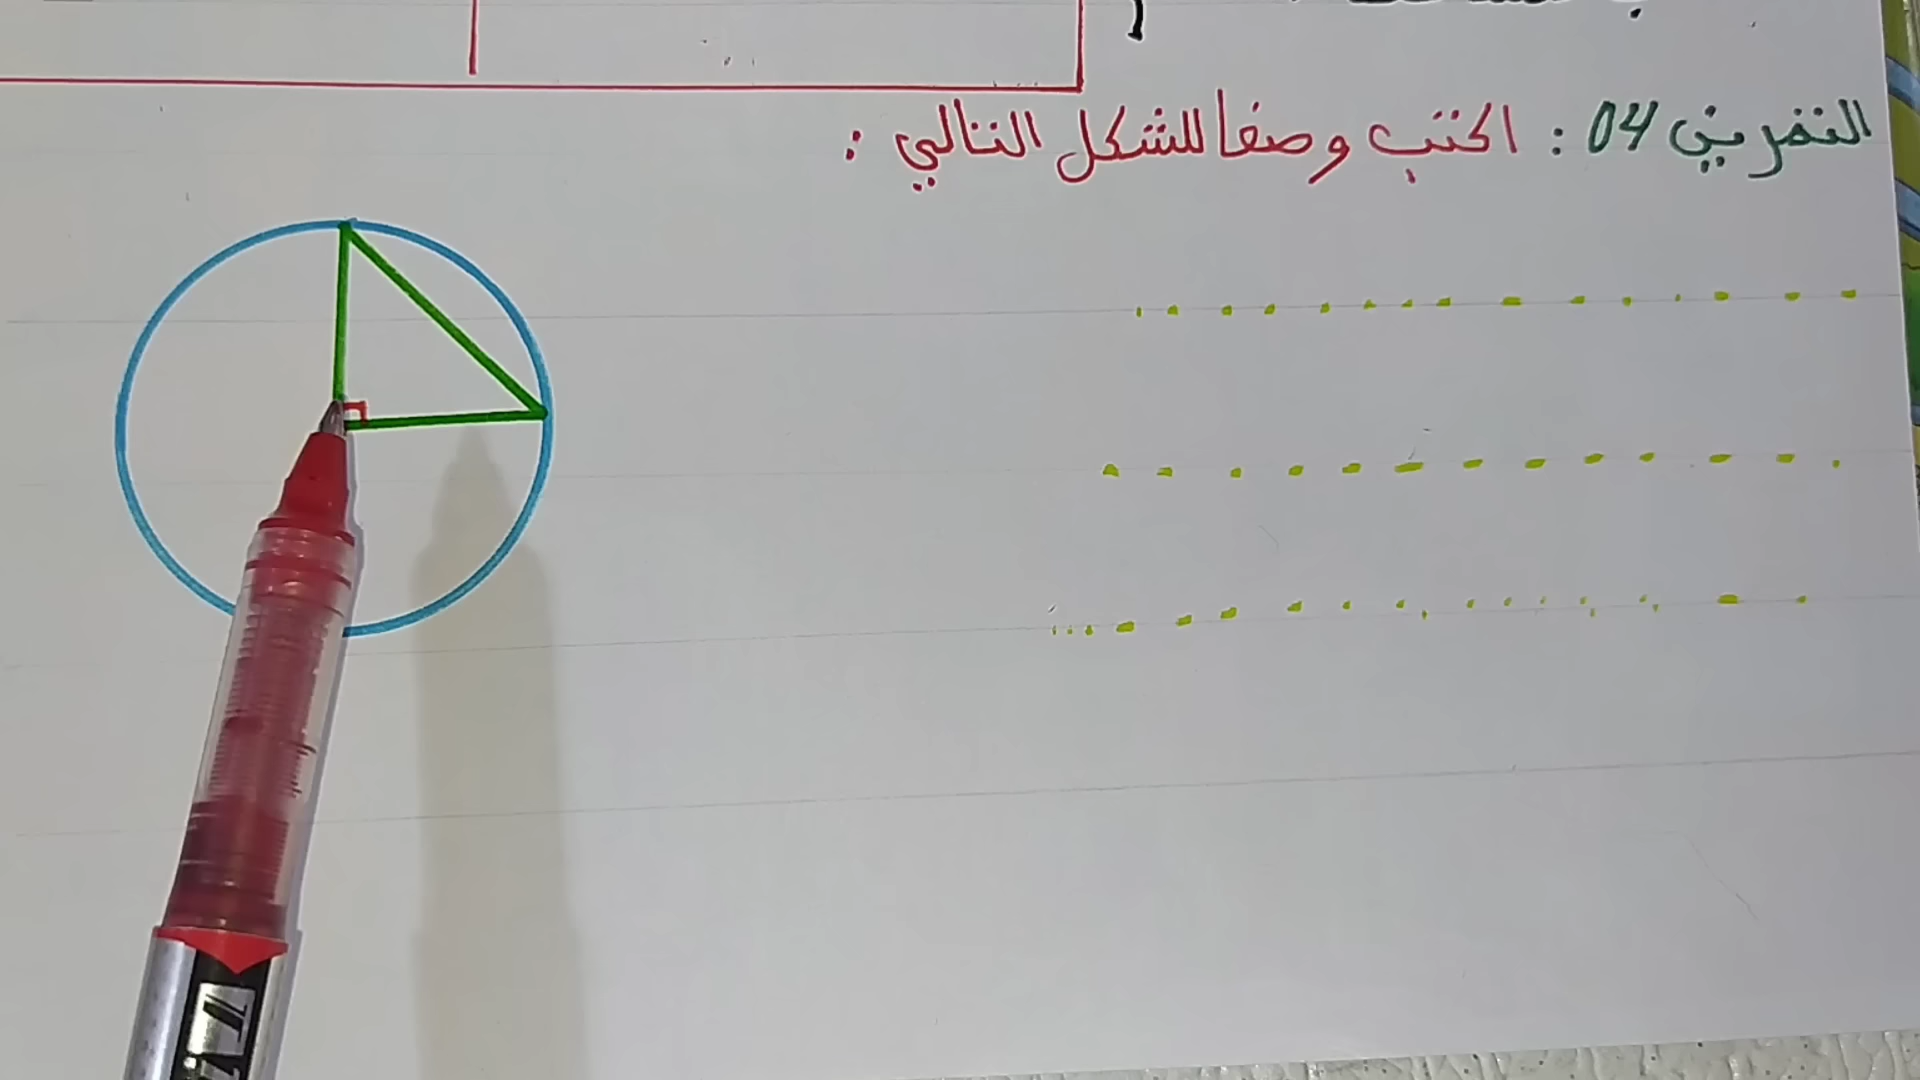 التمرين 04 : اكتب وصفا للشكل التالي :